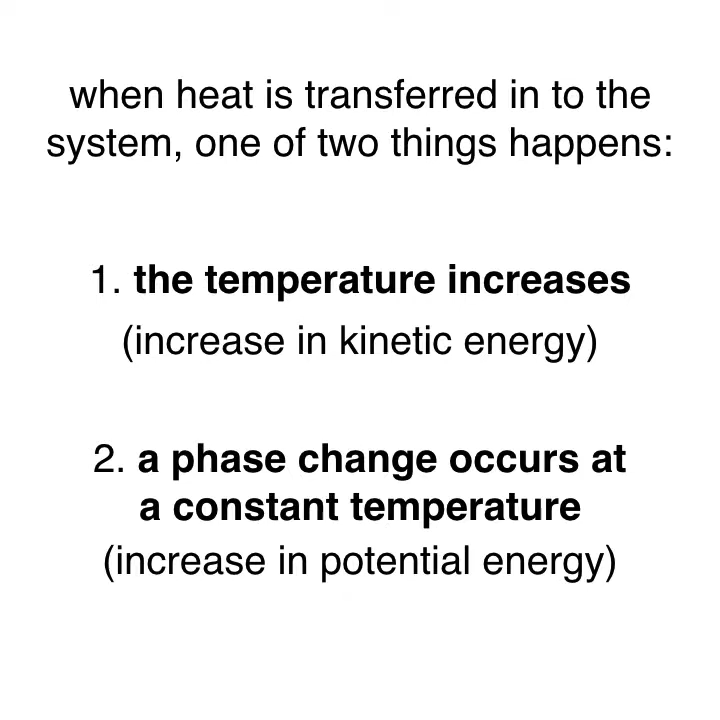 when heat is transferred in to the
system, one of two things happens:
1. the temperature increases
(increase in kinetic energy)
2. a phase change occurs at
a constant temperature
(increase in potential energy)